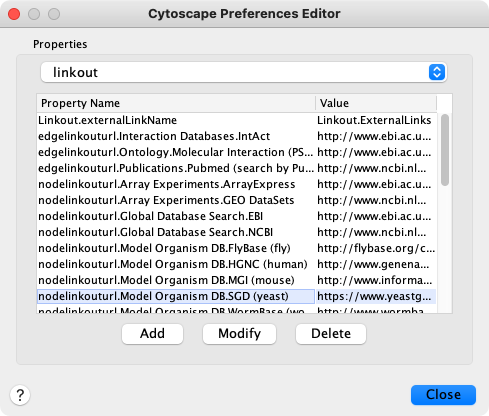 Cytoscape Preferences Editor
Properties
linkout
Property Name Value
Linkout.externalLinkName Linkout.ExternalLinks
edgelinkouturl.Interaction Databases.IntAct http://www.ebi.ac.u...
edgelinkouturl.Ontology.Molecular Interaction (PS... http://www.ebi.ac.u...
edgelinkouturl.Publications.Pubmed (search by Pu... http://www.ncbi.nl...
nodelinkouturl.Array Experiments.ArrayExpress http://www.ebi.ac.u...
nodelinkouturl.Array Experiments.GEO DataSets http://www.ncbi.nl...
nodelinkouturl.Global Database Search.EBI http://www.ebi.ac.u...
nodelinkouturl.Global Database Search.NCBI http://www.ncbi.nl...
nodelinkouturl.Model Organism DB.FlyBase (fly) http://flybase.org/c...
nodelinkouturl.Model Organism DB.HGNC (human) http://www.genena...
nodelinkouturl.Model Organism DB.MGI (mouse) http://www.informa...
nodelinkouturl.Model Organism DB.SGD (yeast) https://www.yeastg...
nodelinkouturl.Model Organism DB.WormBase (wo... http://www.wormba...
Add Modify Delete
? Close